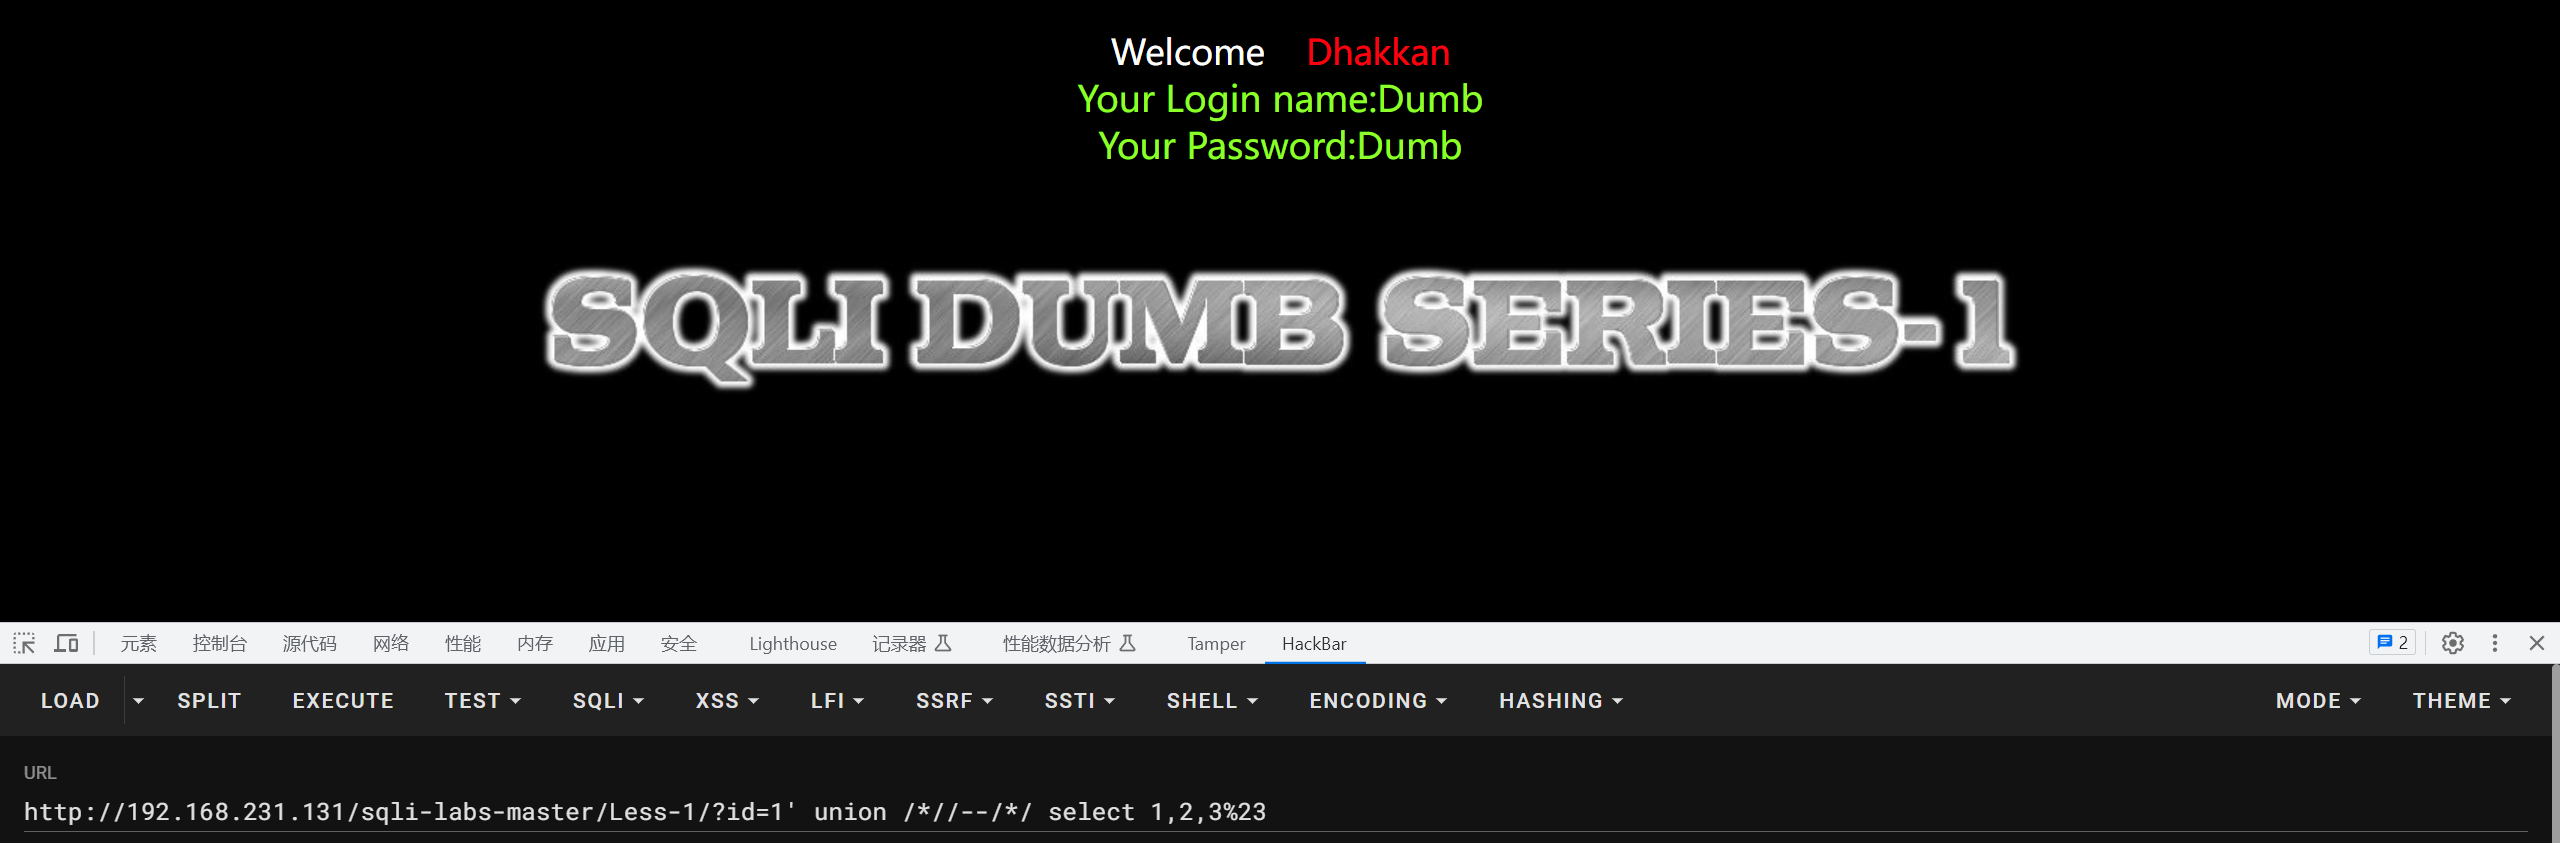 Welcome Dhakkan
Your Login name:Dumb
Your Password:Dumb
SQLI DUMB SERIES-1
元素 控制台 源代码 网络 性能 内存 应用 安全 Lighthouse 记录器 性能数据分析 Tamper HackBar 2
LOAD SPLIT EXECUTE TEST SQLI XSS LFI SSRF SSTI SHELL ENCODING HASHING MODE THEME
URL
http://192.168.231.131/sqli-labs-master/Less-1/?id=1' union /*//--/*/ select 1,2,3%23